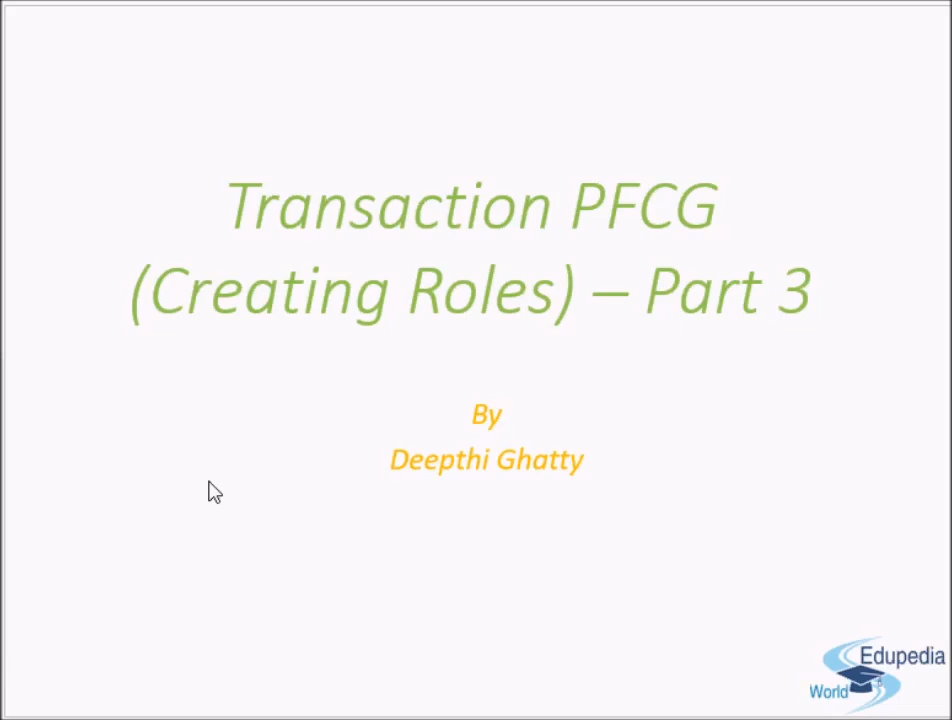 Transaction PFCG
(Creating Roles) – Part 3
By
Deepthi Ghatty
Edupedia
World